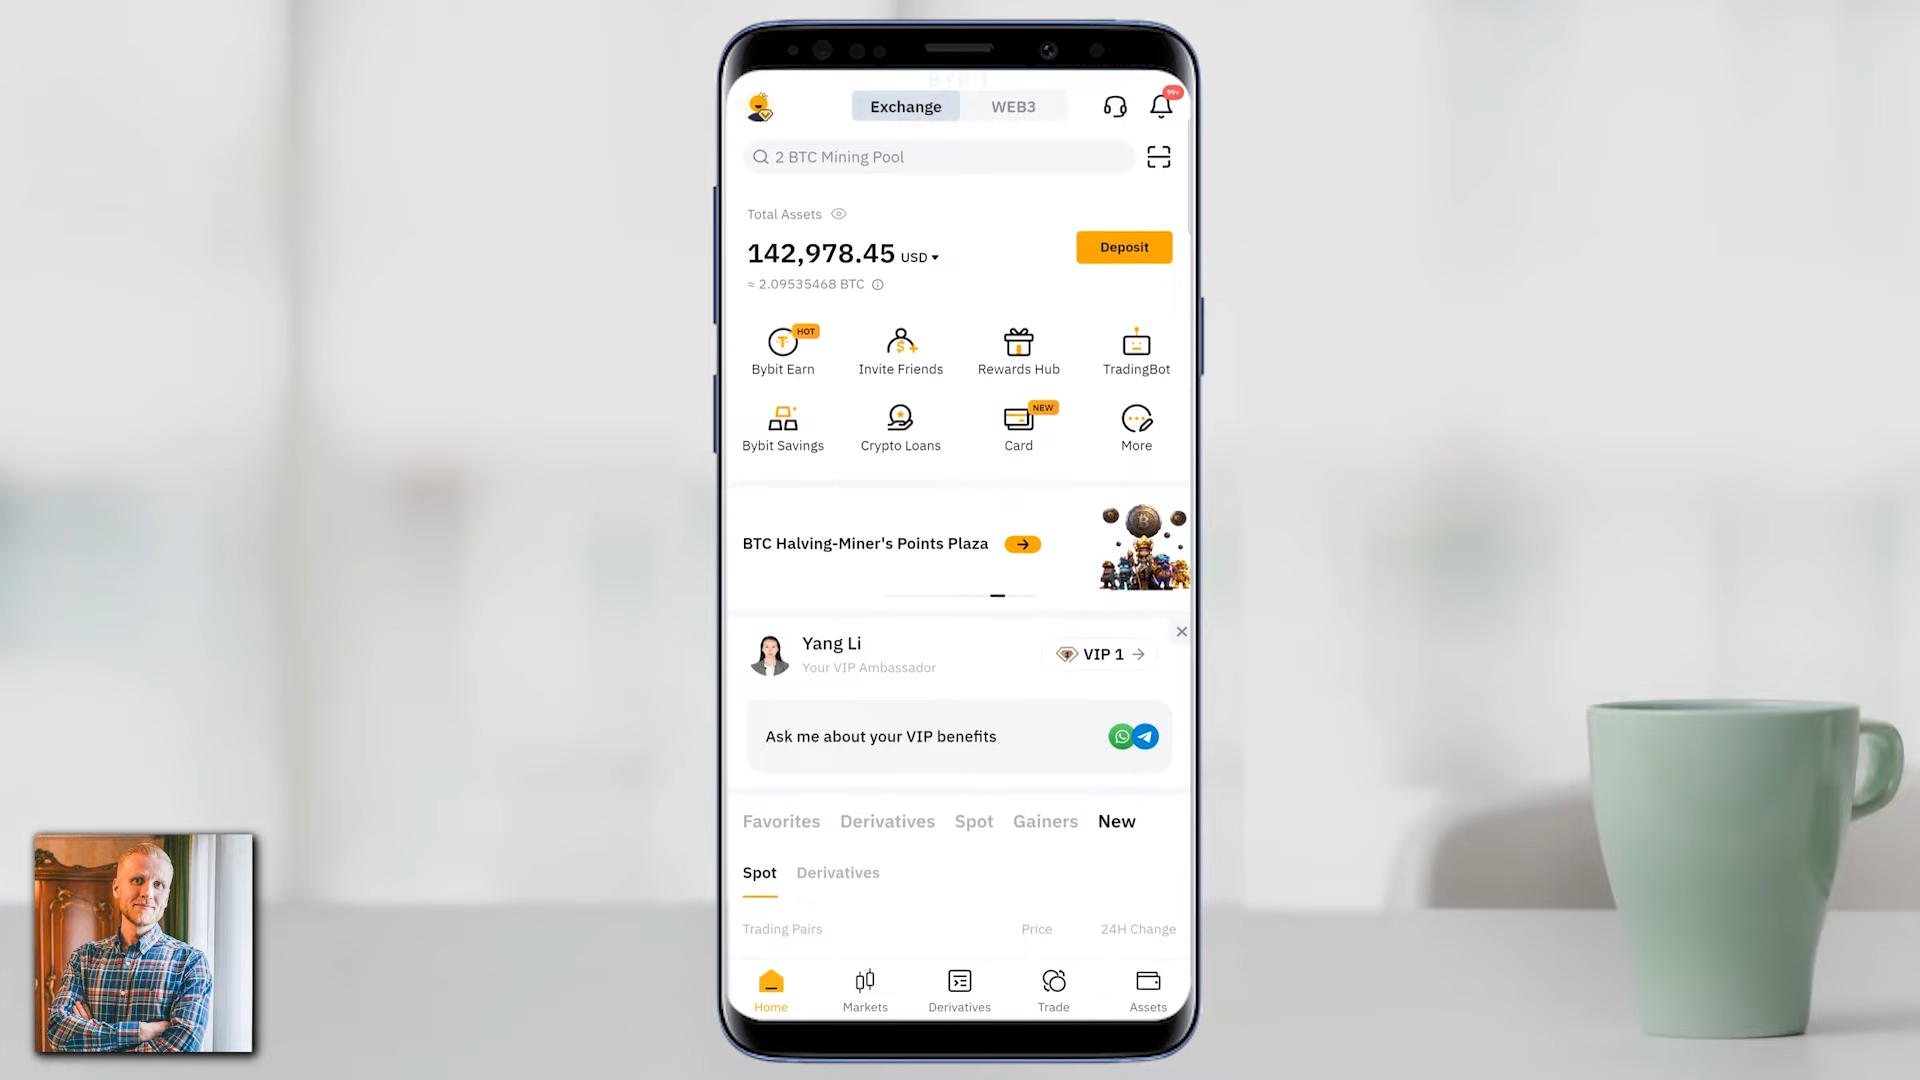 BYBIT
Exchange
WEB3
99+
2 BTC Mining Pool
Total Assets
142,978.45 USD
≈ 2.09535468 BTC
Deposit
HOT
Bybit Earn
Invite Friends
Rewards Hub
TradingBot
NEW
Bybit Savings
Crypto Loans
Card
More
BTC Halving-Miner's Points Plaza
Yang Li
Your VIP Ambassador
VIP 1
Ask me about your VIP benefits
Favorites
Derivatives
Spot
Gainers
New
Spot
Derivatives
Trading Pairs
Price
24H Change
Home
Markets
Derivatives
Trade
Assets